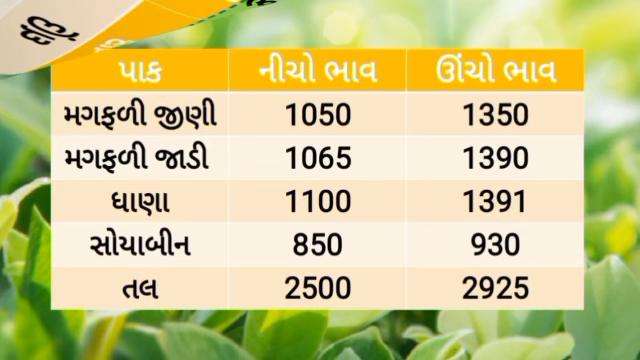 પાક નીચો ભાવ ઊંચો ભાવ
મગફળી જીણી 1050 1350
મગફળી જાડી 1065 1390
ધાણા 1100 1391
સોયાબીન 850 930
તલ 2500 2925